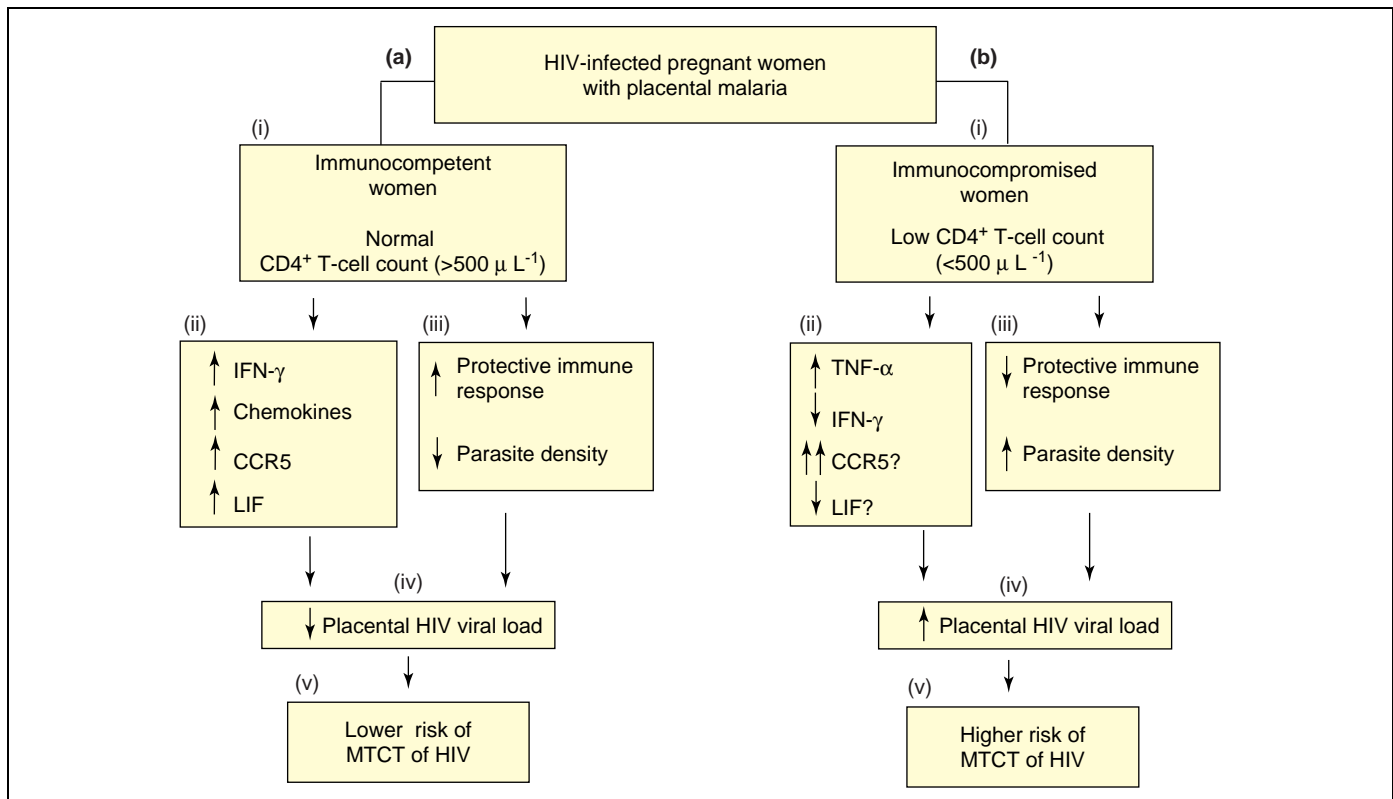 HIV-infected pregnant women
with placental malaria
(a)
(i)
Immunocompetent
women
Normal
CD4⁺ T-cell count (>500 μ L⁻¹)
(ii)
↑ IFN-γ
↑ Chemokines
↑ CCR5
↑ LIF
(iii)
↑ Protective immune
response
↓ Parasite density
(iv)
↓ Placental HIV viral load
(v)
Lower risk of
MTCT of HIV
(b)
(i)
Immunocompromised
women
Low CD4⁺ T-cell count
(<500 μ L⁻¹)
(ii)
↑ TNF-α
↓ IFN-γ
↑↑ CCR5?
↓ LIF?
(iii)
↓ Protective immune
response
↑ Parasite density
(iv)
↑ Placental HIV viral load
(v)
Higher risk of
MTCT of HIV